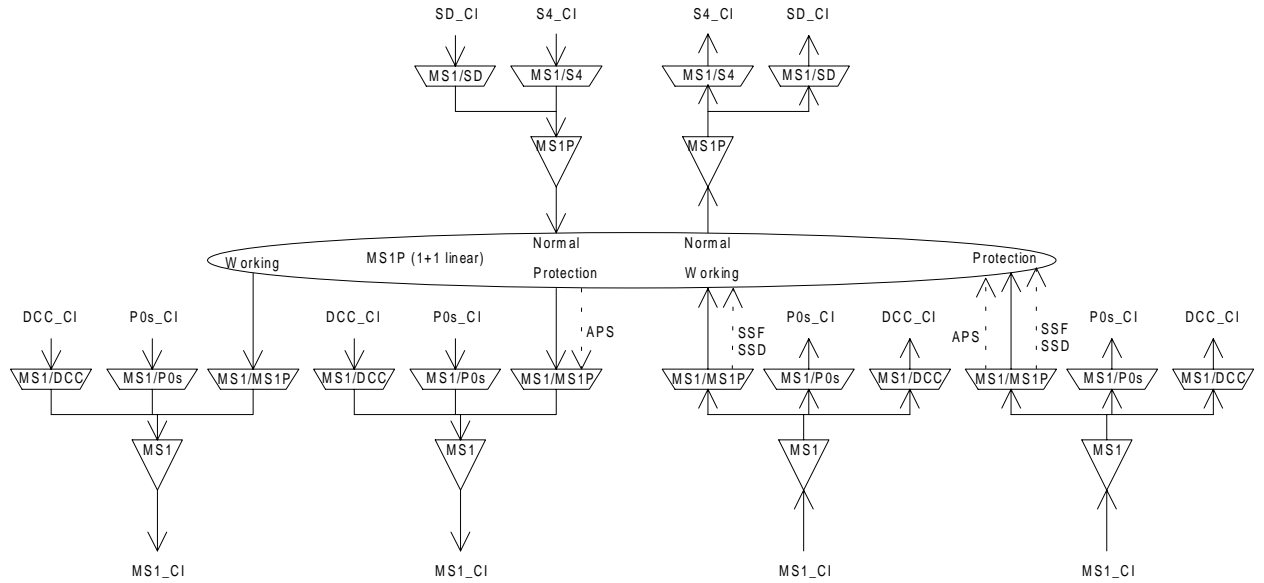 SD_CI S4_CI S4_CI SD_CI
MS1/SD MS1/S4 MS1/S4 MS1/SD
MS1P MS1P
Normal Normal
Working MS1P (1+1 linear) Protection
Protection Working
DCC_CI P0s_CI DCC_CI P0s_CI APS SSF P0s_CI DCC_CI APS SSF P0s_CI DCC_CI
SSD SSD
MS1/DCC MS1/P0s MS1/MS1P MS1/DCC MS1/P0s MS1/MS1P MS1/MS1P MS1/P0s MS1/DCC MS1/MS1P MS1/P0s MS1/DCC
MS1 MS1 MS1 MS1
MS1_CI MS1_CI MS1_CI MS1_CI